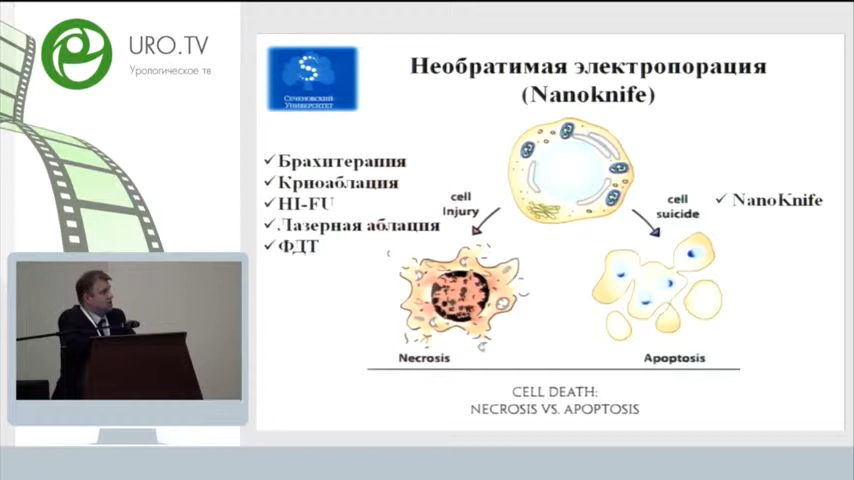 URO.TV
Урологическое тв
S
Сеченовский
Университет
Необратимая электропорация
(Nanoknife)
✓Брахитерапия
✓Криоаблация
✓HI-FU
✓Лазерная аблация
✓ФДТ
cell
Injury
cell
suicide
✓ NanoKnife
Necrosis
Apoptosis
CELL DEATH:
NECROSIS VS. APOPTOSIS